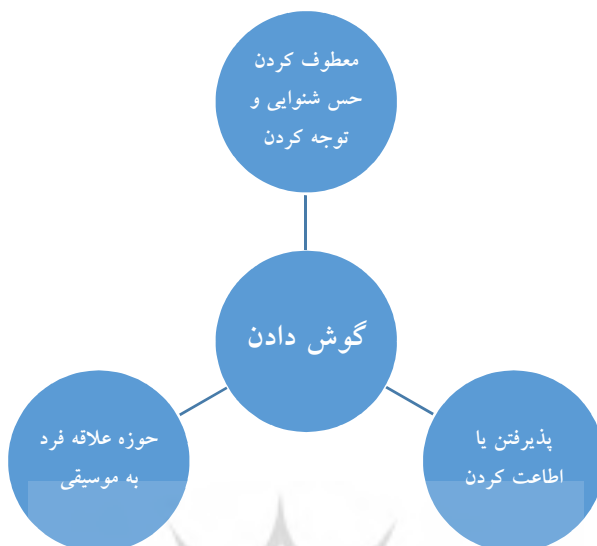 معطوف کردن
حس شنوایی و
توجه کردن
گوش دادن
پذیرفتن یا
اطاعت کردن
حوزه علاقه فرد
به موسیقی